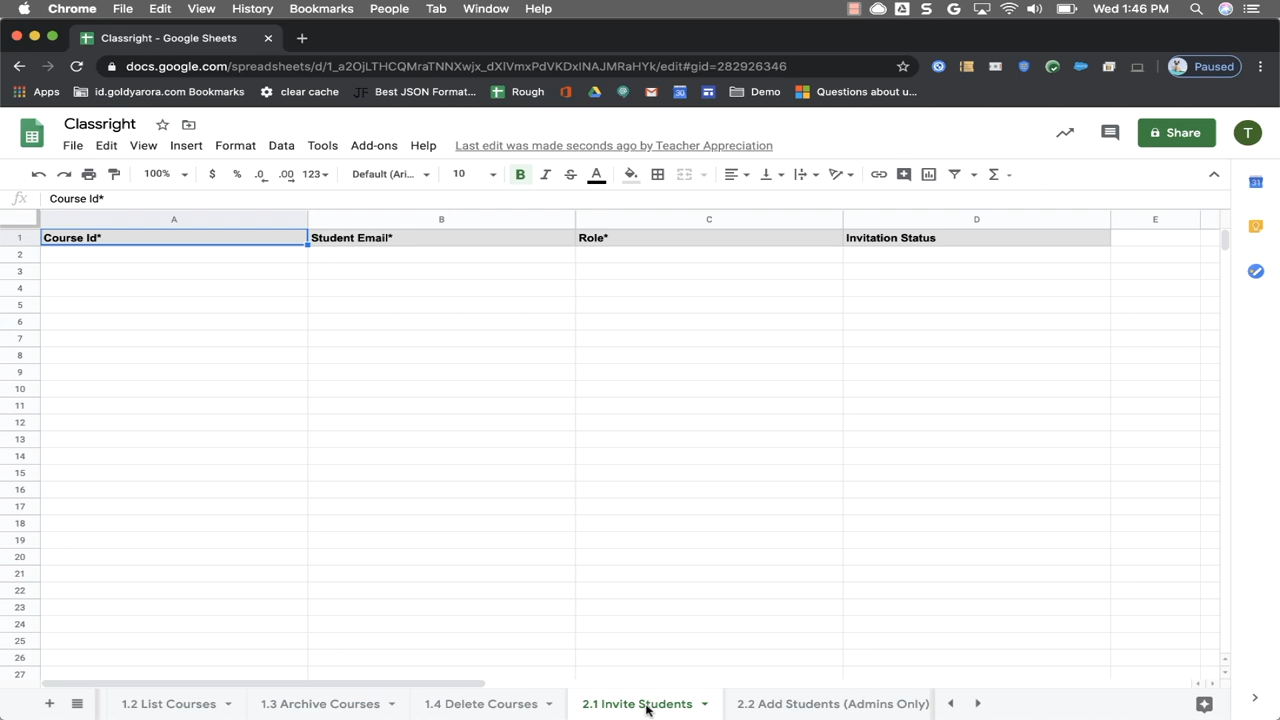 Chrome File Edit View History Bookmarks People Tab Window Help Wed 1:46 PM
Classright - Google Sheets
docs.google.com/spreadsheets/d/1_a2OjLTHCQMraTNNXwjx_dXlVmxPdVKDxINAJMRaHYk/edit#gid=282926346 Paused
Apps id.goldyarora.com Bookmarks clear cache Best JSON Format... Rough Demo Questions about u...
Classright
Share T
File Edit View Insert Format Data Tools Add-ons Help Last edit was made seconds ago by Teacher Appreciation
100% $ % .0 .00 123 Default (Ari... 10 B I S A
fx Course Id*
A B C D E
1 Course Id* Student Email* Role* Invitation Status
2
3
4
5
6
7
8
9
10
11
12
13
14
15
16
17
18
19
20
21
22
23
24
25
26
27
1.2 List Courses 1.3 Archive Courses 1.4 Delete Courses 2.1 Invite Students 2.2 Add Students (Admins Only)